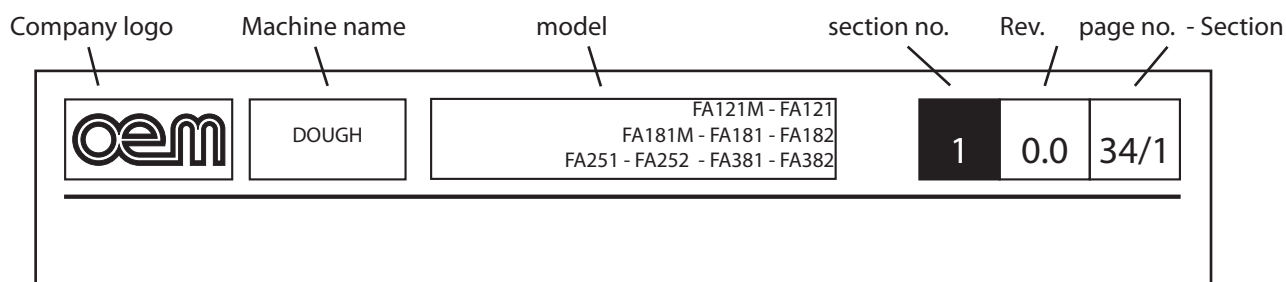 Company logo Machine name model section no. Rev. page no. - Section
oem DOUGH FA121M - FA121
FA181M - FA181 - FA182
FA251 - FA252 - FA381 - FA382
1 0.0 34/1